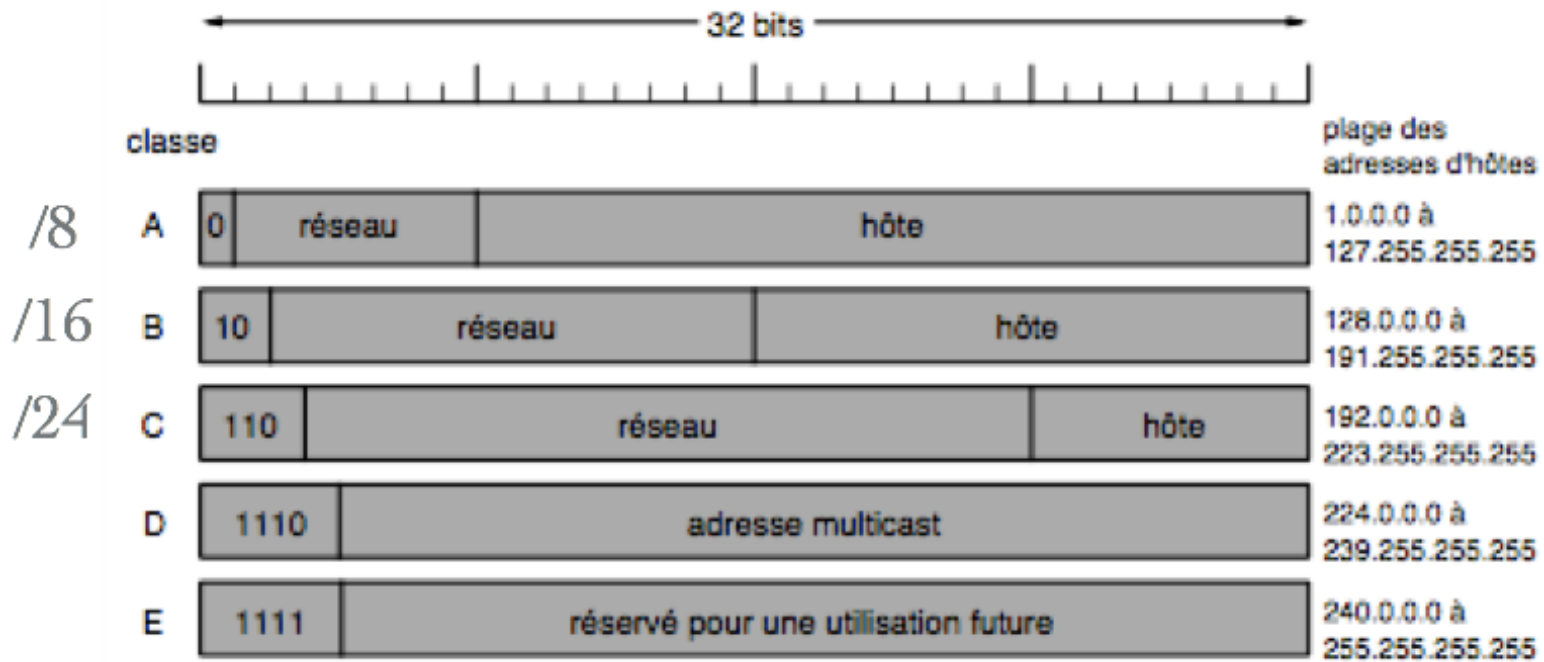 32 bits
classe
plage des
adresses d'hôtes
/8 A 0 réseau hôte 1.0.0.0 à
127.255.255.255
/16 B 10 réseau hôte 128.0.0.0 à
191.255.255.255
/24 C 110 réseau hôte 192.0.0.0 à
223.255.255.255
D 1110 adresse multicast 224.0.0.0 à
239.255.255.255
E 1111 réservé pour une utilisation future 240.0.0.0 à
255.255.255.255